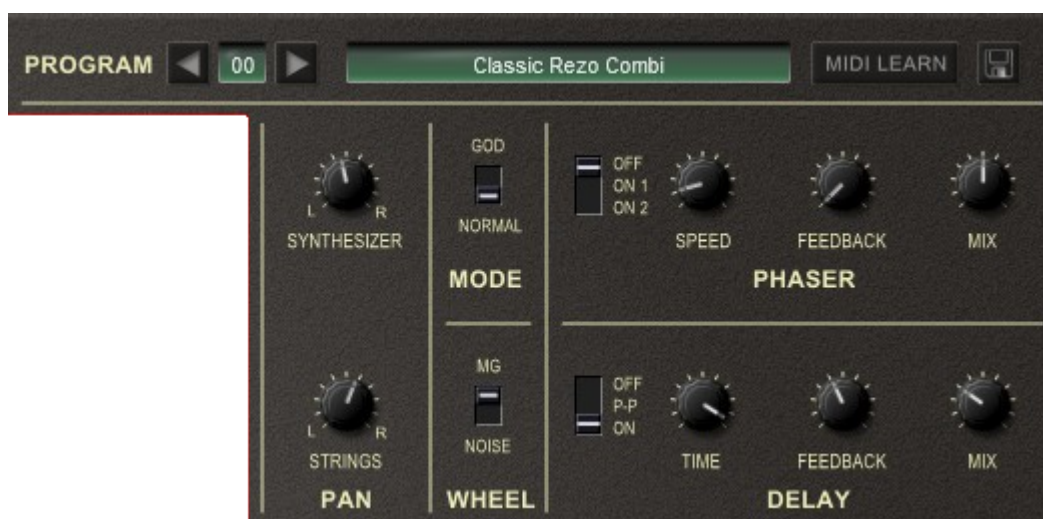 PROGRAM 00 Classic Rezo Combi MIDI LEARN
L R
SYNTHESIZER
L R
STRINGS
PAN
GOD
NORMAL
MODE
MG
NOISE
WHEEL
OFF
ON 1
ON 2
SPEED FEEDBACK MIX
PHASER
OFF
P-P
ON
TIME FEEDBACK MIX
DELAY